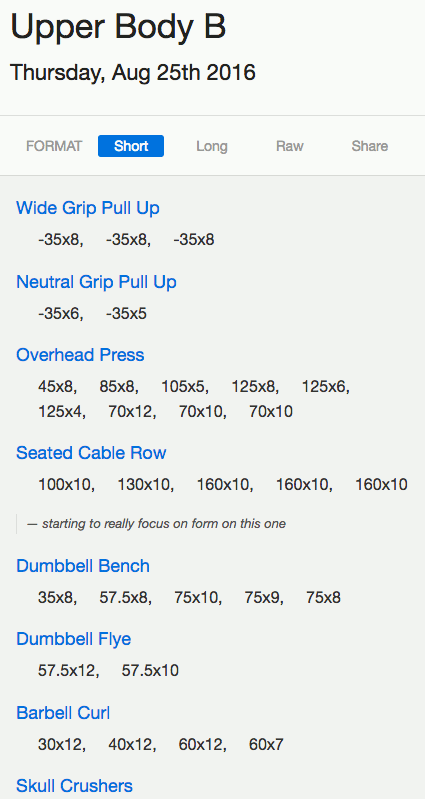 Upper Body B
Thursday, Aug 25th 2016
FORMAT Short Long Raw Share
Wide Grip Pull Up
-35x8, -35x8, -35x8
Neutral Grip Pull Up
-35x6, -35x5
Overhead Press
45x8, 85x8, 105x5, 125x8, 125x6,
125x4, 70x12, 70x10, 70x10
Seated Cable Row
100x10, 130x10, 160x10, 160x10, 160x10
— starting to really focus on form on this one
Dumbbell Bench
35x8, 57.5x8, 75x10, 75x9, 75x8
Dumbbell Flye
57.5x12, 57.5x10
Barbell Curl
30x12, 40x12, 60x12, 60x7
Skull Crushers